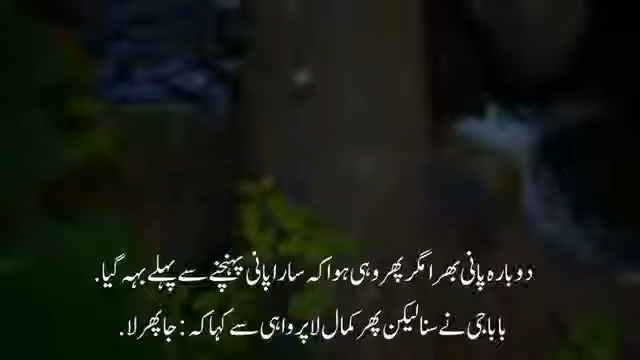 دوبارہ پانی بھرا مگر پھر وہی ہوا کہ سارا پانی پہنچنے سے پہلے بہہ گیا.
باباجی نے سنا لیکن پھر کمال لاپرواہی سے کہا کہ : جا پھر لا.